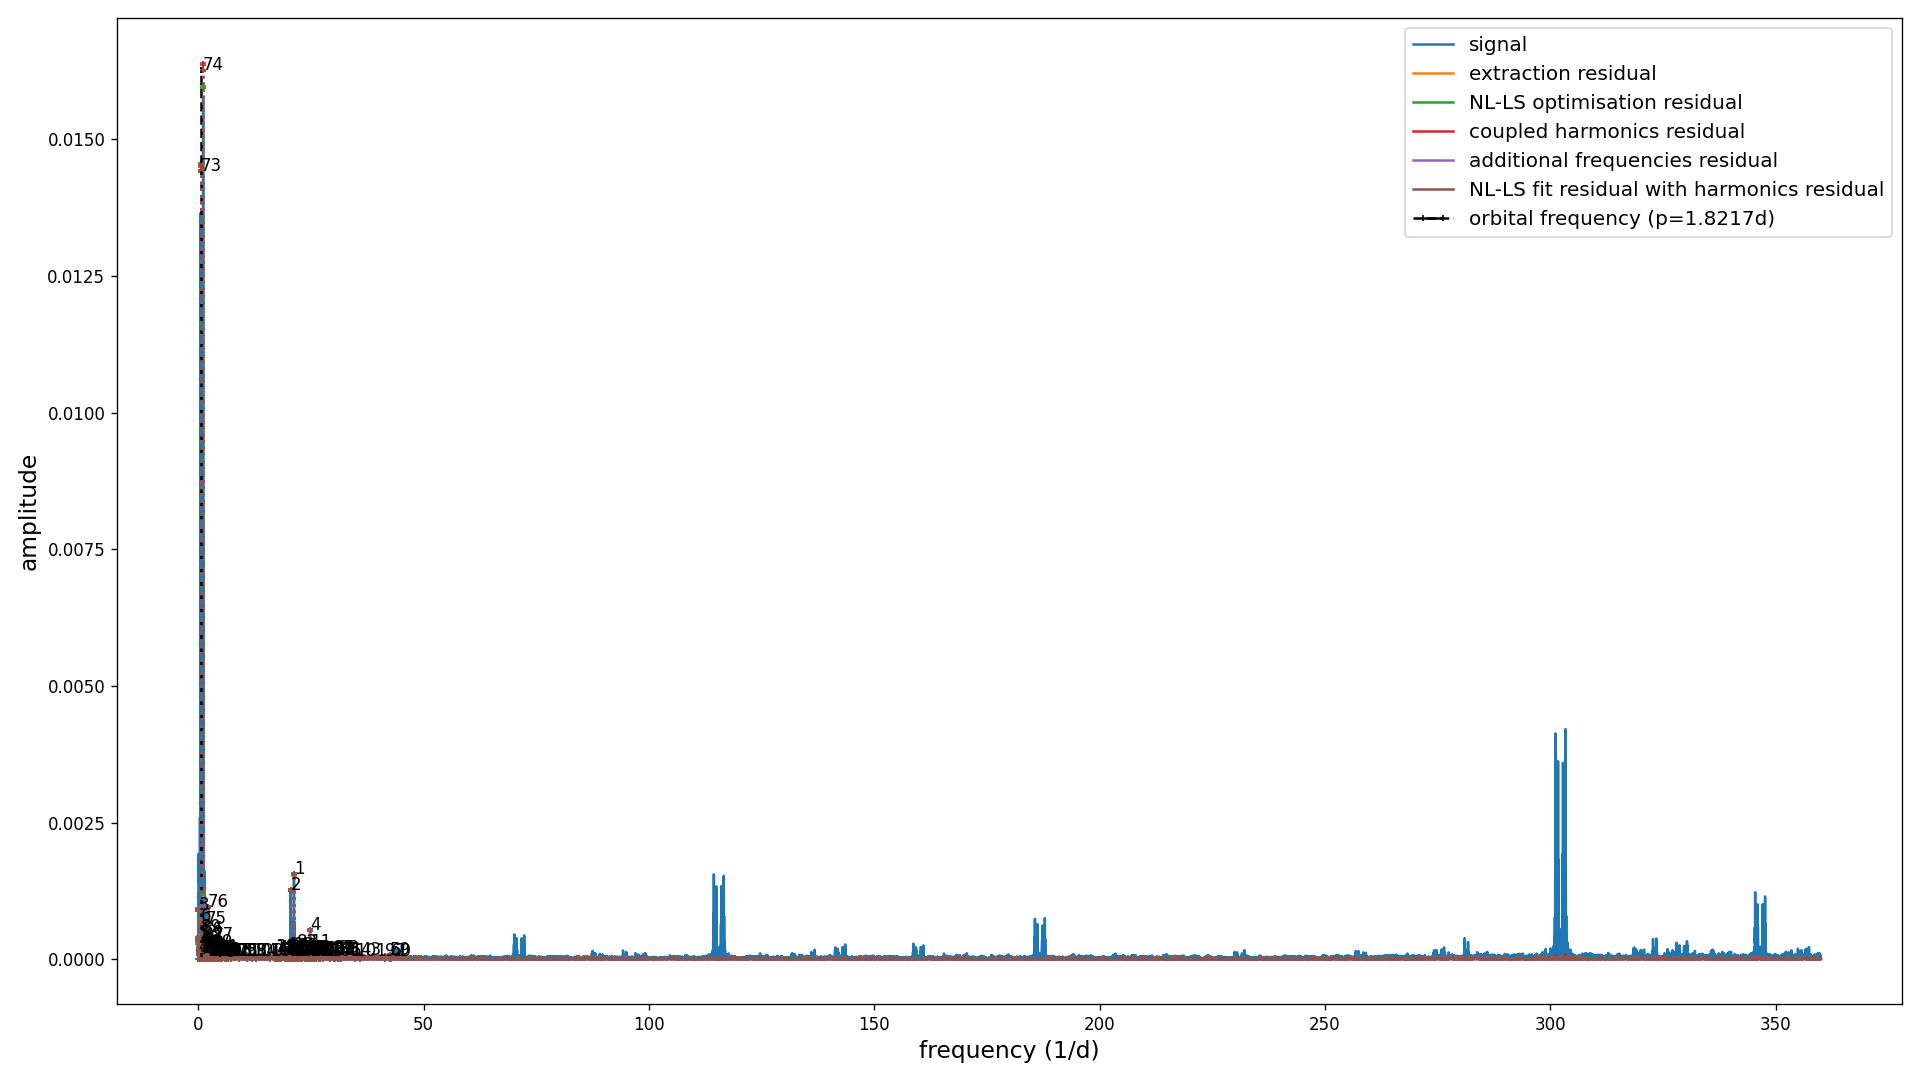 signal
extraction residual
NL-LS optimisation residual
coupled harmonics residual
additional frequencies residual
NL-LS fit residual with harmonics residual
orbital frequency (p=1.8217d)
74
73
0.0150
0.0125
0.0100
0.0075
0.0050
0.0025
0.0000
1
2
76
75
4
0
50
100
150
200
250
300
350
amplitude
frequency (1/d)